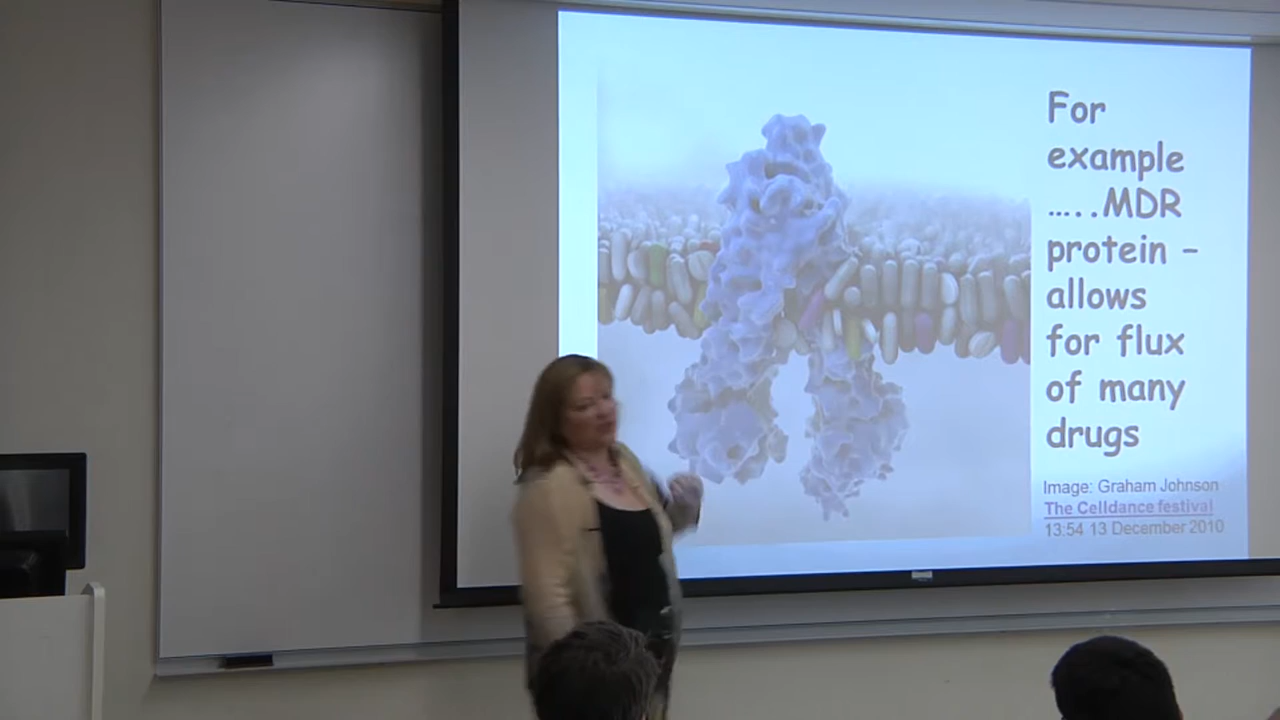 For
example
.....MDR
protein –
allows
for flux
of many
drugs
Image: Graham Johnson
The Celldance festival
13:54 13 December 2010